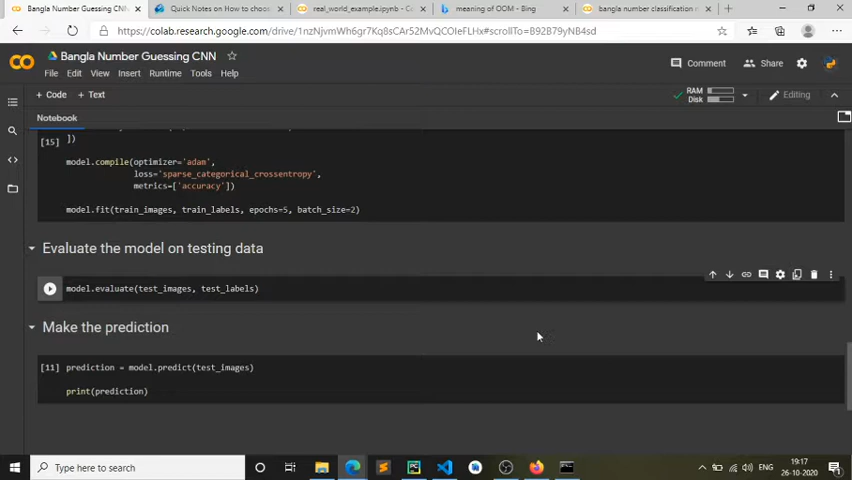 Bangla Number Guessing CNN
Quick Notes on How to choos
real_world_example.ipynb - Co
meaning of OOM - Bing
bangla number classification m
https://colab.research.google.com/drive/1nzNjvmWh6gr7Kq8sCArz52MvQCOIeFLHx#scrollTo=B92B79yNB4sd
Bangla Number Guessing CNN
File Edit View Insert Runtime Tools Help
Comment Share
+ Code + Text
RAM
Disk
Editing
Notebook
[15] ])
model.compile(optimizer='adam',
loss='sparse_categorical_crossentropy',
metrics=['accuracy'])
model.fit(train_images, train_labels, epochs=5, batch_size=2)
Evaluate the model on testing data
model.evaluate(test_images, test_labels)
Make the prediction
[11] prediction = model.predict(test_images)
print(prediction)
Type here to search
ENG
19:17
26-10-2020